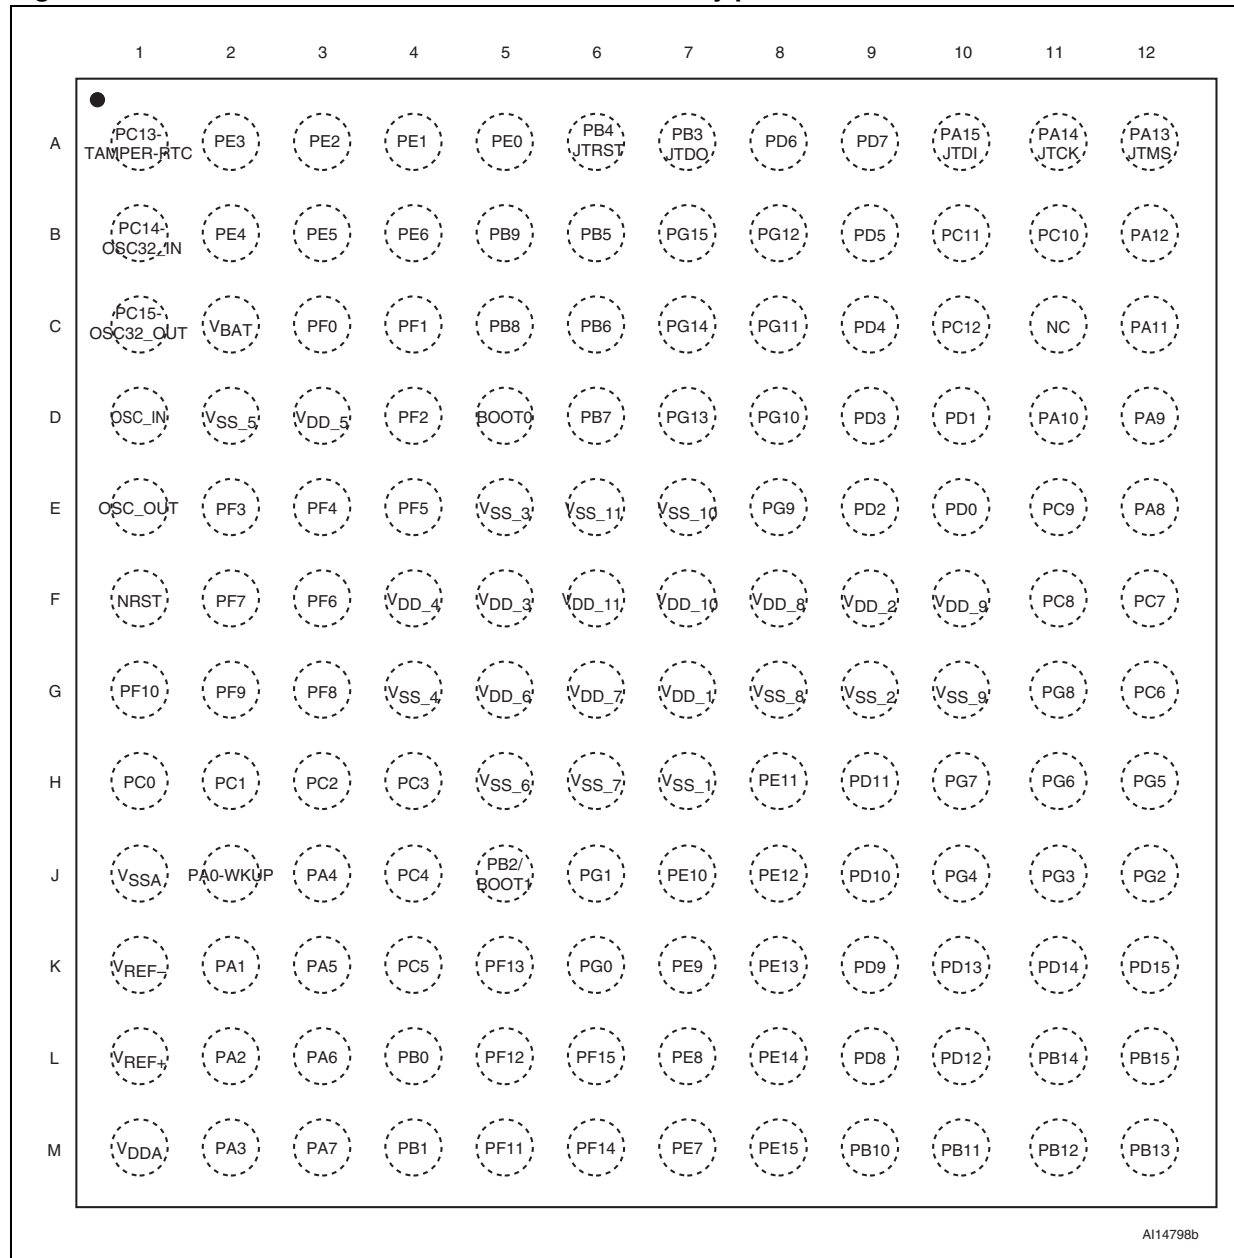 1 2 3 4 5 6 7 8 9 10 11 12
A PC13-TAMPER-RTC PE3 PE2 PE1 PE0 PB4 JTRST PB3 JTDO PD6 PD7 PA15 JTDI PA14 JTCK PA13 JTMS
B PC14-OSC32_IN PE4 PE5 PE6 PB9 PB5 PG15 PG12 PD5 PC11 PC10 PA12
C PC15-OSC32_OUT VBAT PF0 PF1 PB8 PB6 PG14 PG11 PD4 PC12 NC PA11
D OSC_IN VSS_5 VDD_5 PF2 BOOT0 PB7 PG13 PG10 PD3 PD1 PA10 PA9
E OSC_OUT PF3 PF4 PF5 VSS_3 VSS_11 VSS_10 PG9 PD2 PD0 PC9 PA8
F NRST PF7 PF6 VDD_4 VDD_3 VDD_11 VDD_10 VDD_8 VDD_2 VDD_9 PC8 PC7
G PF10 PF9 PF8 VSS_4 VDD_6 VDD_7 VDD_1 VSS_8 VSS_2 VSS_9 PG8 PC6
H PC0 PC1 PC2 PC3 VSS_6 VSS_7 VSS_1 PE11 PD11 PG7 PG6 PG5
J VSSA PA0-WKUP PA4 PC4 PB2/BOOT1 PG1 PE10 PE12 PD10 PG4 PG3 PG2
K VREF– PA1 PA5 PC5 PF13 PG0 PE9 PE13 PD9 PD13 PD14 PD15
L VREF+ PA2 PA6 PB0 PF12 PF15 PE8 PE14 PD8 PD12 PB14 PB15
M VDDA PA3 PA7 PB1 PF11 PF14 PE7 PE15 PB10 PB11 PB12 PB13
AI14798b